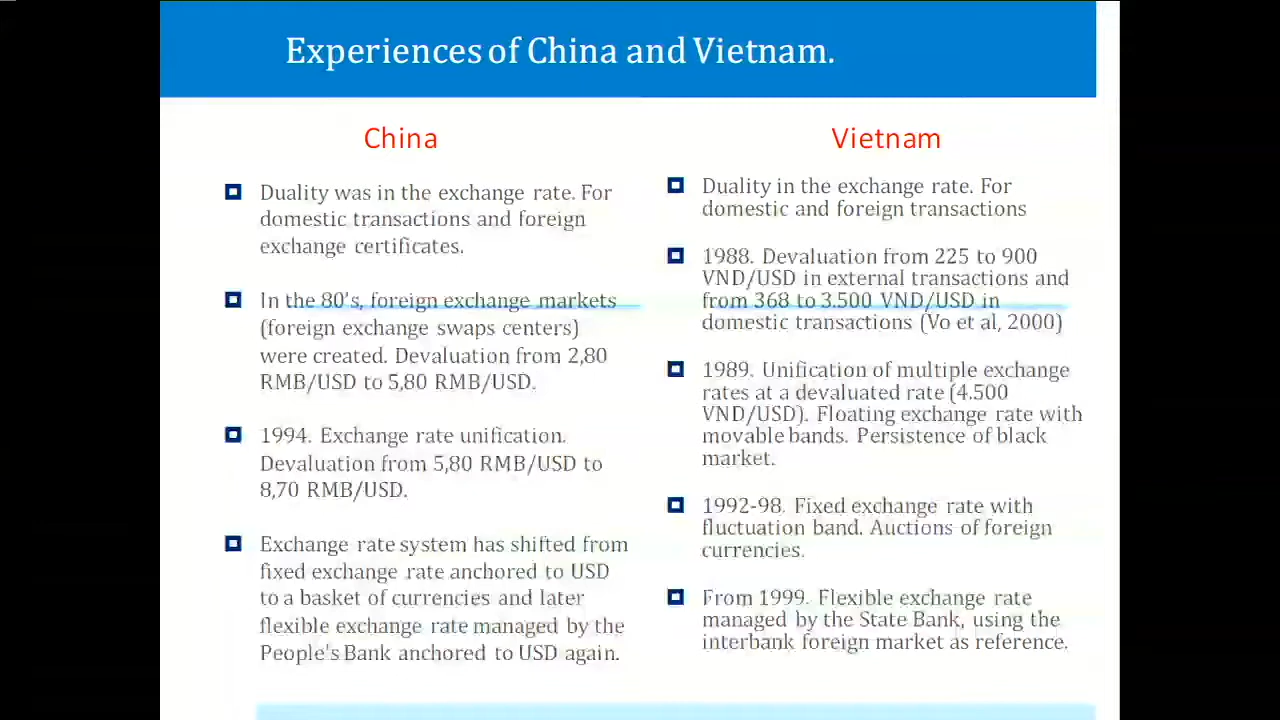 Experiences of China and Vietnam.
China
Duality was in the exchange rate. For
domestic transactions and foreign
exchange certificates.
In the 80's, foreign exchange markets
(foreign exchange swaps centers)
were created. Devaluation from 2,80
RMB/USD to 5,80 RMB/USD.
1994. Exchange rate unification.
Devaluation from 5,80 RMB/USD to
8,70 RMB/USD.
Exchange rate system has shifted from
fixed exchange rate anchored to USD
to a basket of currencies and later
flexible exchange rate managed by the
People's Bank anchored to USD again.
Vietnam
Duality in the exchange rate. For
domestic and foreign transactions
1988. Devaluation from 225 to 900
VND/USD in external transactions and
from 368 to 3.500 VND/USD in
domestic transactions (Vo et al, 2000)
1989. Unification of multiple exchange
rates at a devaluated rate (4.500
VND/USD). Floating exchange rate with
movable bands. Persistence of black
market.
1992-98. Fixed exchange rate with
fluctuation band. Auctions of foreign
currencies.
From 1999. Flexible exchange rate
managed by the State Bank, using the
interbank foreign market as reference.